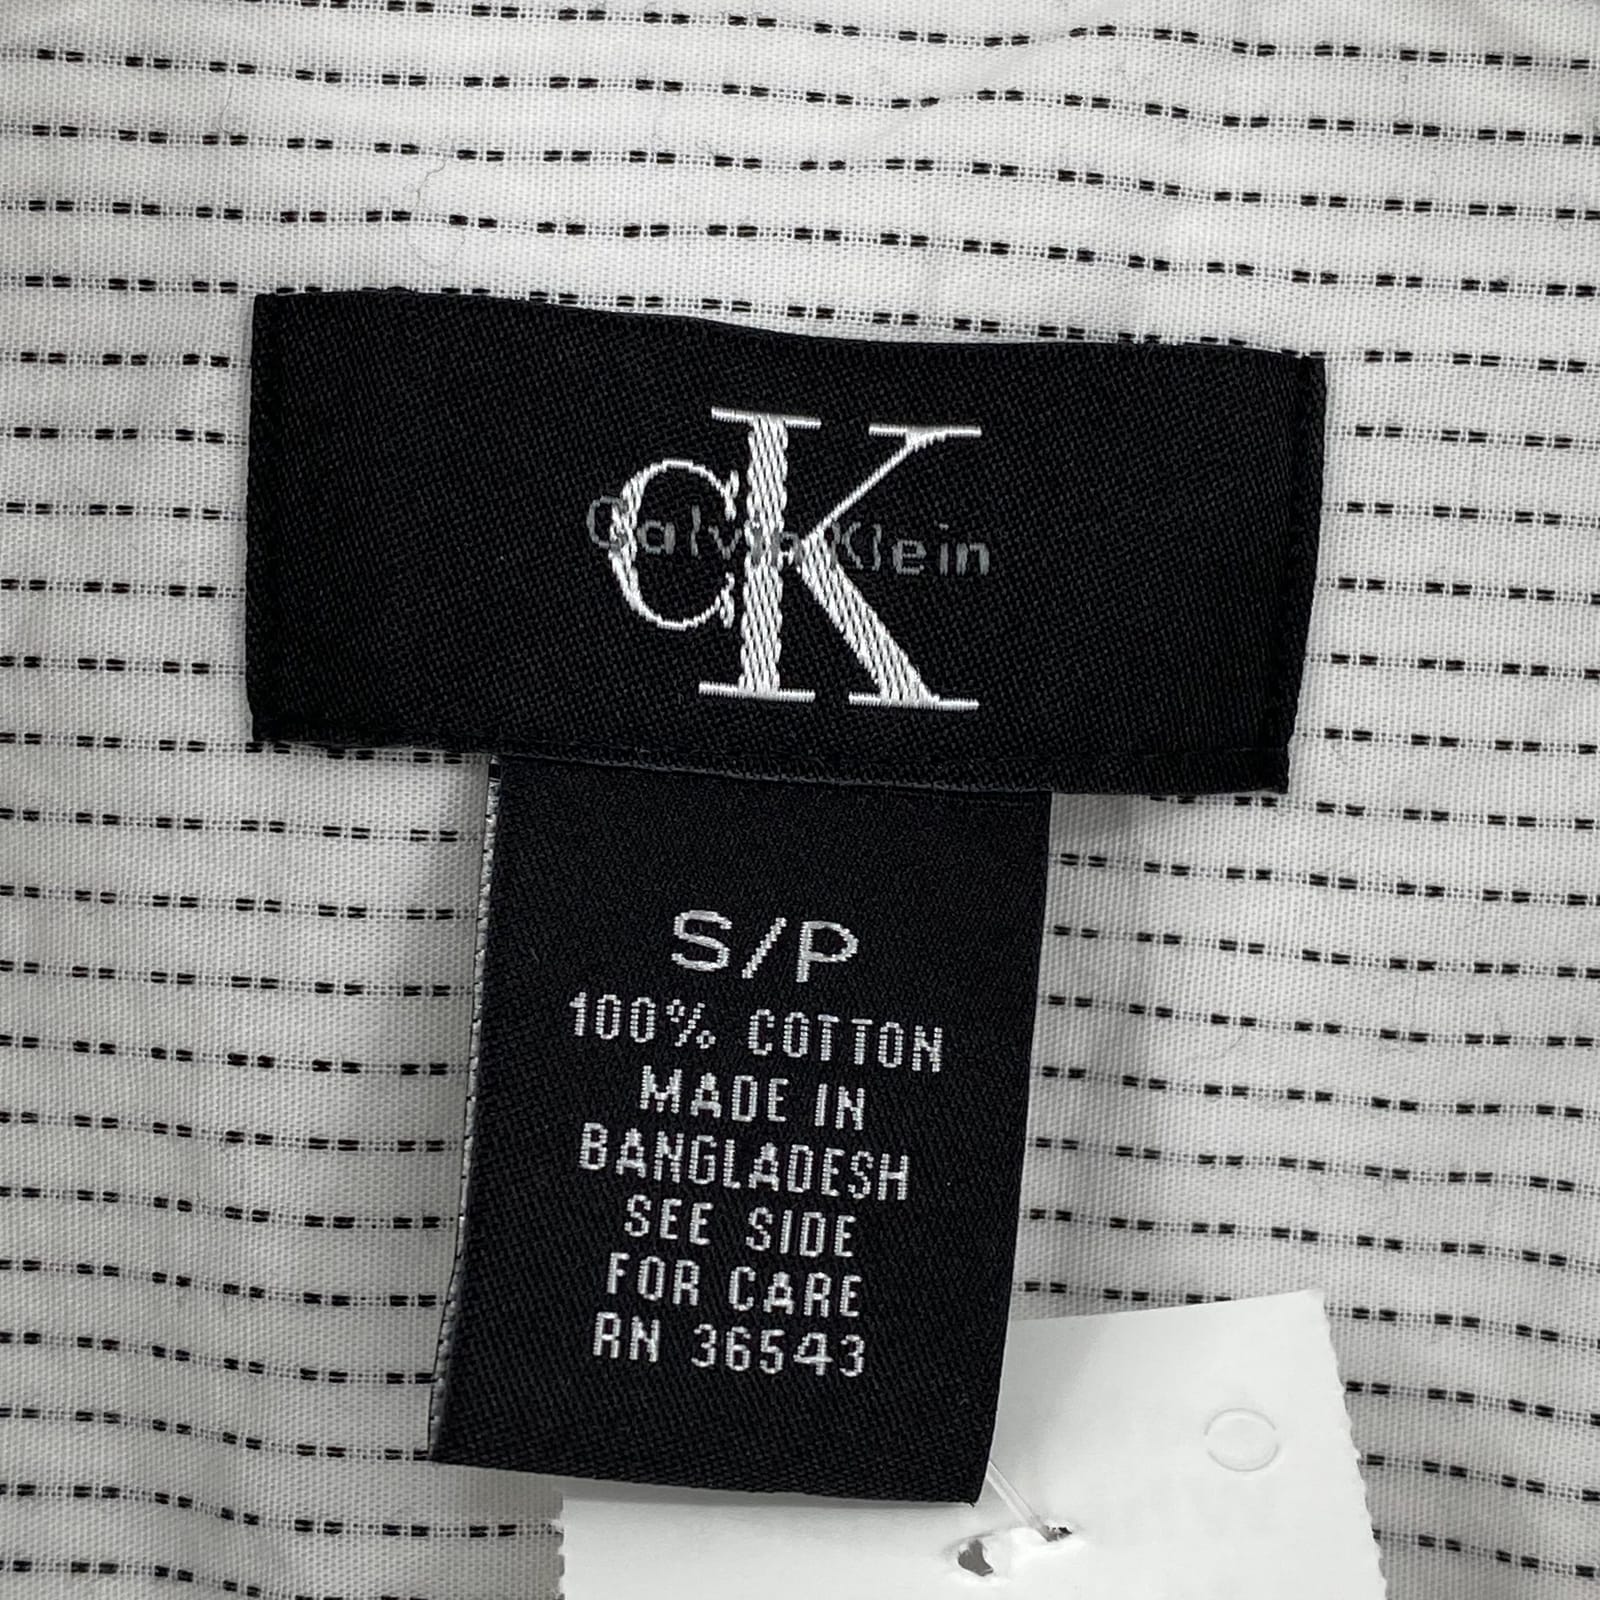 cK
Calvin Klein
S/P
100% COTTON
MADE IN
BANGLADESH
SEE SIDE
FOR CARE
RN 36543